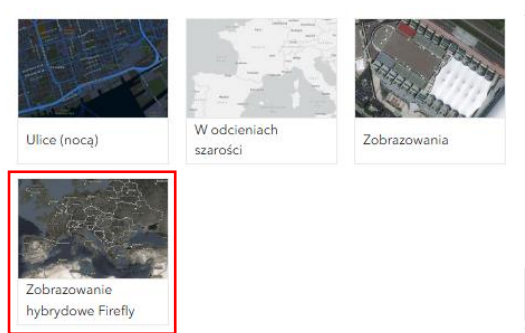 Ulice (nocą)
W odcieniach
szarości
Zobrazowania
Zobrazowanie
hybrydowe Firefly